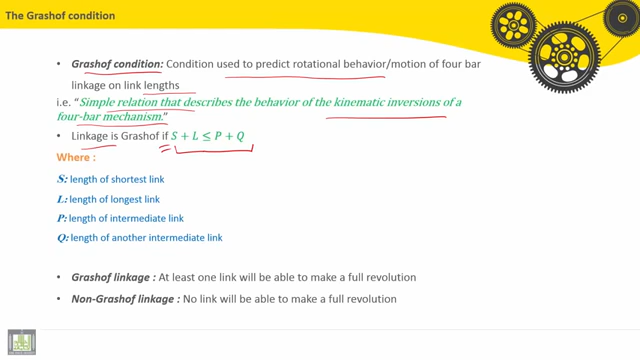 The Grashof condition
• Grashof condition: Condition used to predict rotational behavior/motion of four bar
linkage on link lengths
i.e. "Simple relation that describes the behavior of the kinematic inversions of a
four-bar mechanism."
• Linkage is Grashof if S + L ≤ P + Q
Where :
S: length of shortest link
L: length of longest link
P: length of intermediate link
Q: length of another intermediate link
• Grashof linkage : At least one link will be able to make a full revolution
• Non-Grashof linkage : No link will be able to make a full revolution